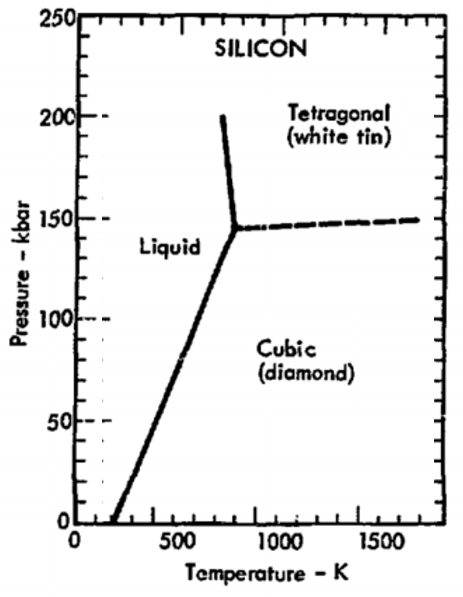 SILICON
250
200
150
100
50
0
Pressure - kbar
Tetragonal
(white tin)
Liquid
Cubic
(diamond)
0 500 1000 1500
Temperature - K